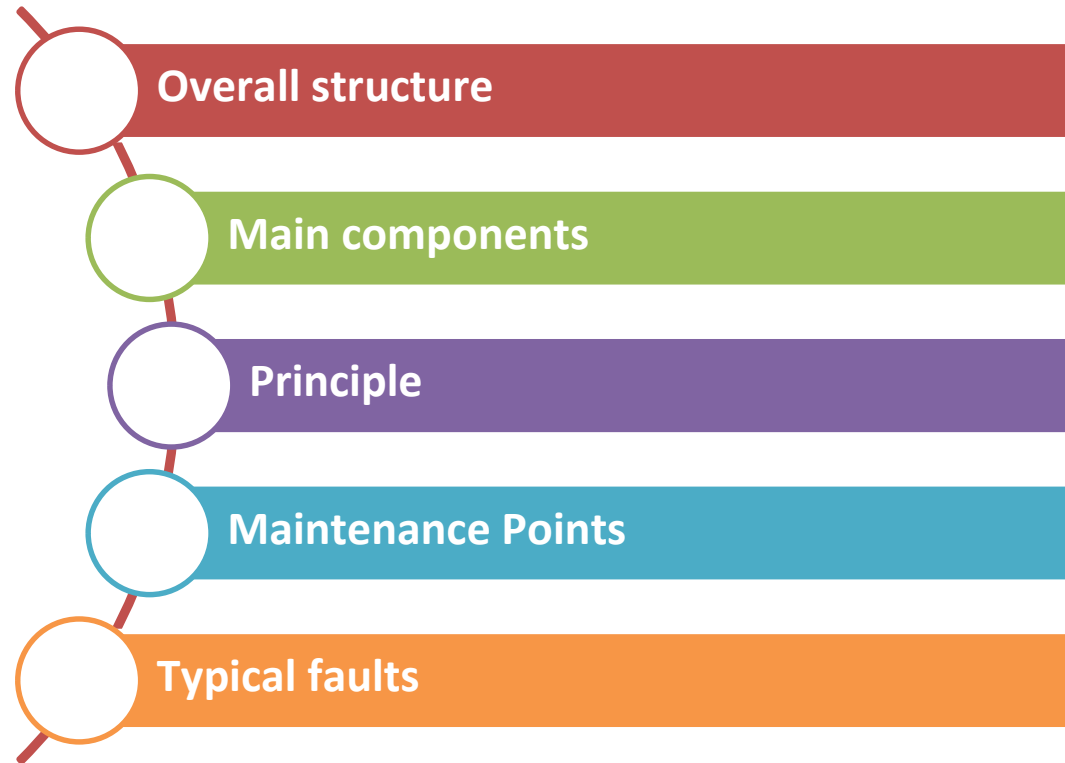 Overall structure
Main components
Principle
Maintenance Points
Typical faults